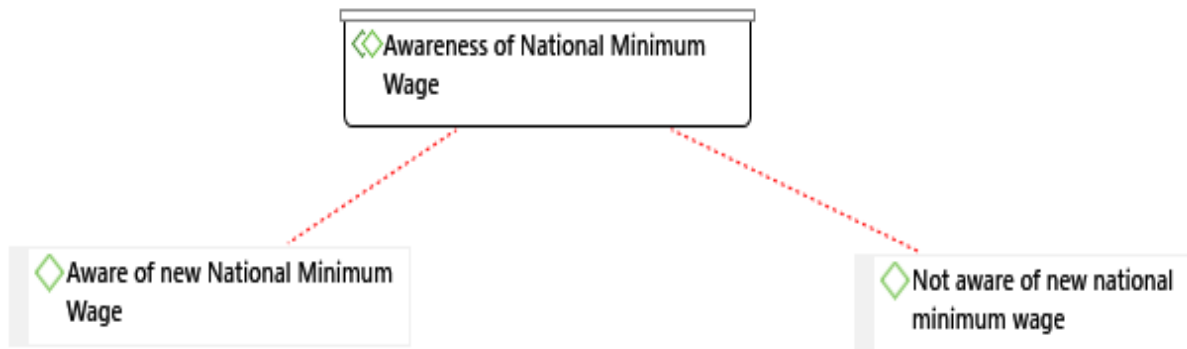 Awareness of National Minimum
Wage
Aware of new National Minimum
Wage
Not aware of new national
minimum wage